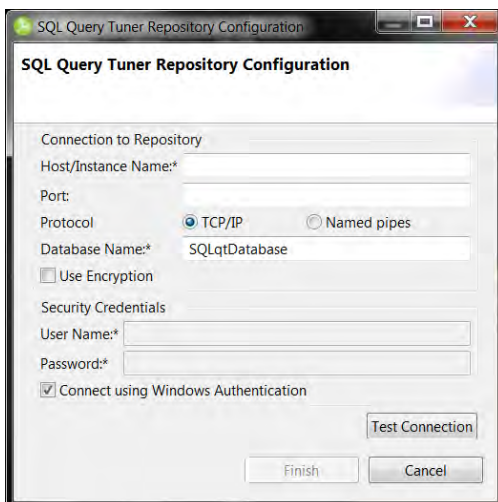 SQL Query Tuner Repository Configuration
SQL Query Tuner Repository Configuration
Connection to Repository
Host/Instance Name:*
Port:
Protocol TCP/IP Named pipes
Database Name:* SQLqtDatabase
Use Encryption
Security Credentials
User Name:*
Password:*
Connect using Windows Authentication
Test Connection
Finish Cancel